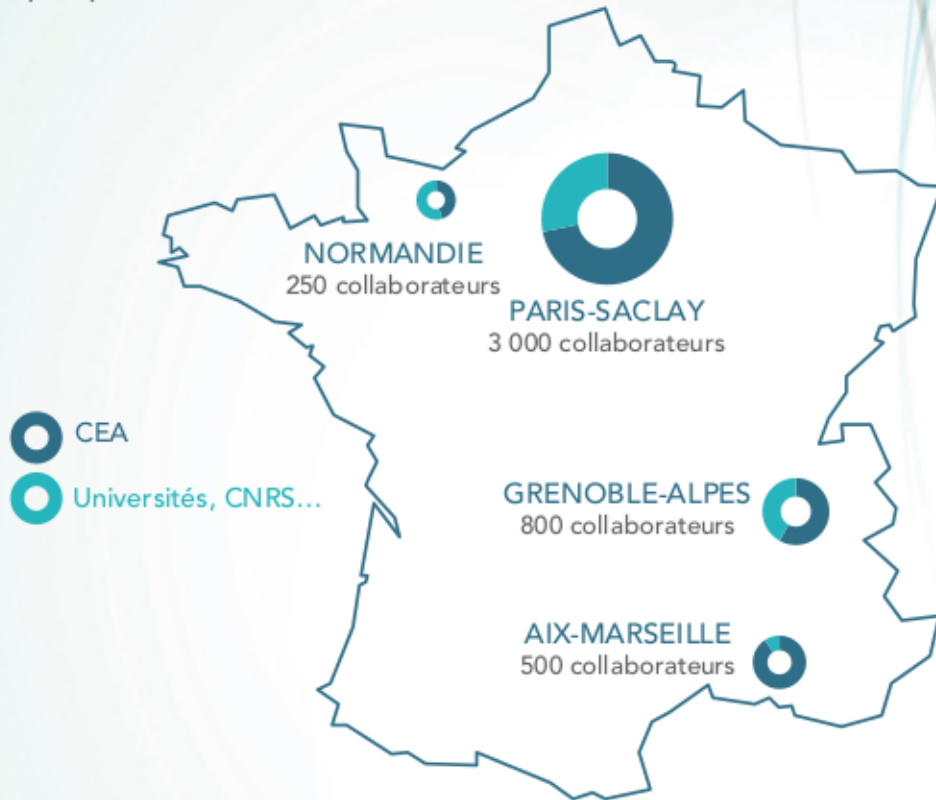 NORMANDIE
250 collaborateurs
PARIS-SACLAY
3 000 collaborateurs
CEA
Universités, CNRS...
GRENOBLE-ALPES
800 collaborateurs
AIX-MARSEILLE
500 collaborateurs